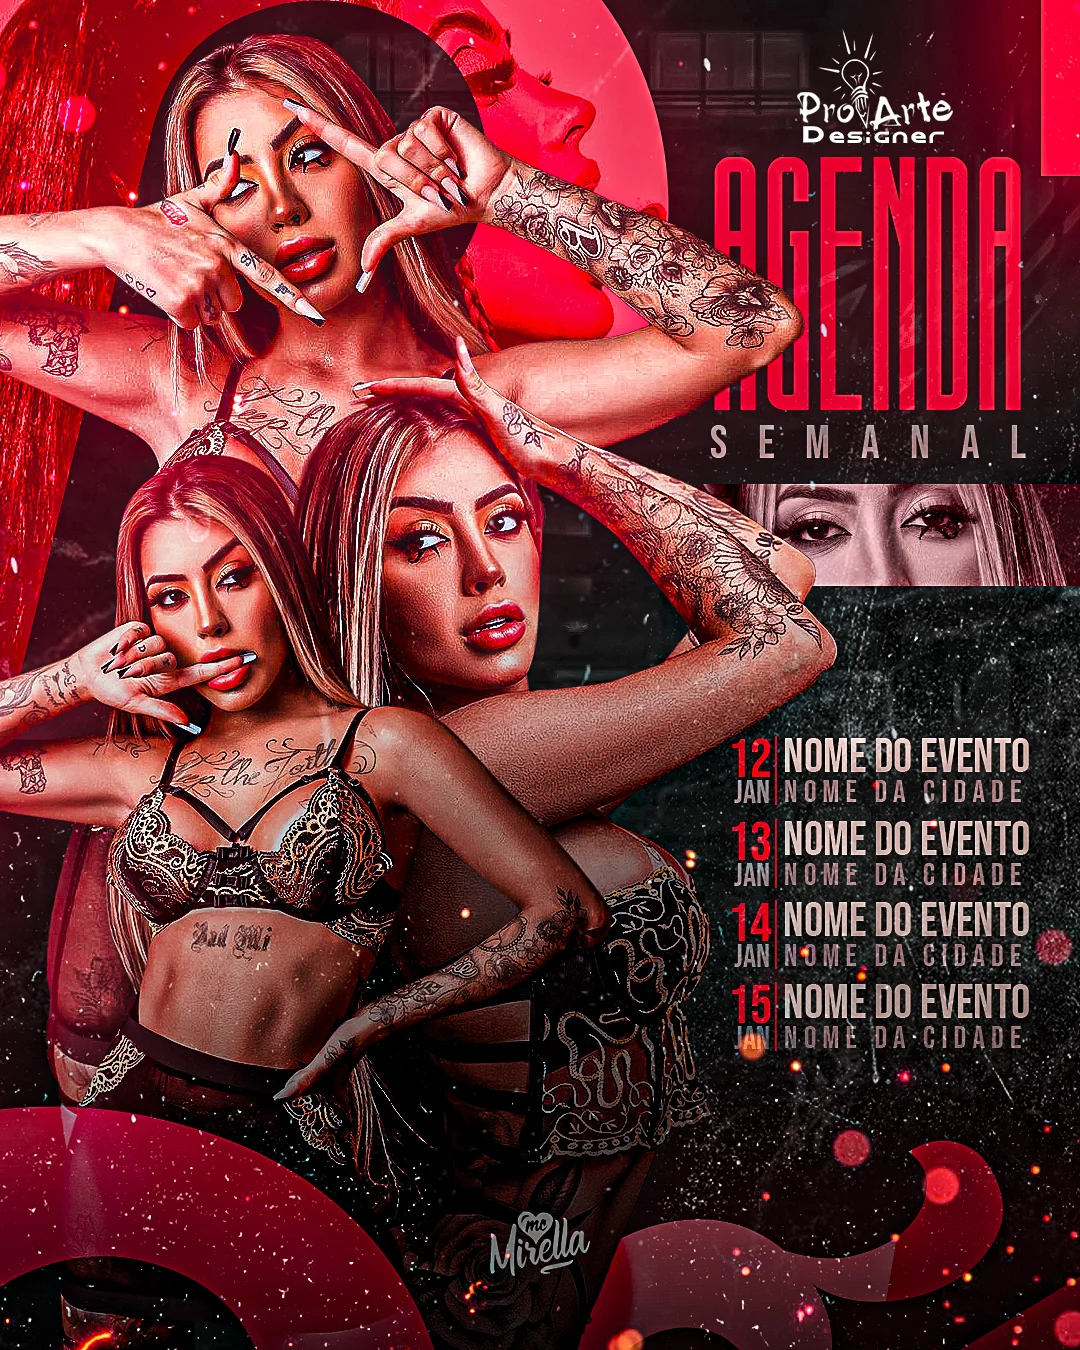 Pro Arte
Designer
AGENDA
SEMANAL
12 NOME DO EVENTO
JAN NOME DA CIDADE
13 NOME DO EVENTO
JAN NOME DA CIDADE
14 NOME DO EVENTO
JAN NOME DA CIDADE
15 NOME DO EVENTO
JAN NOME DA CIDADE
mc
Mirella